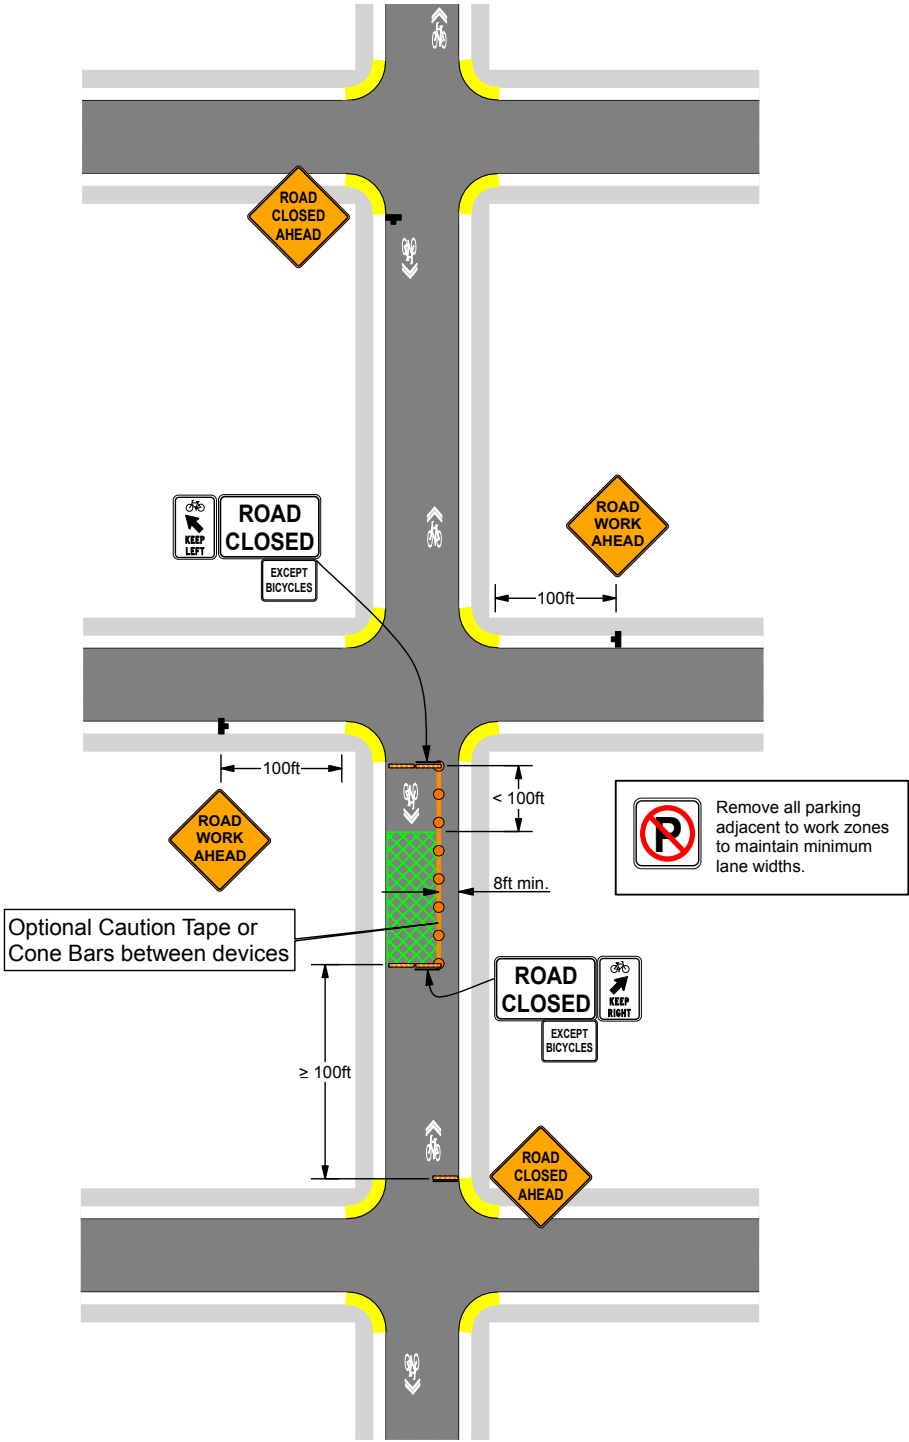 ROAD
CLOSED
AHEAD
KEEP
LEFT
ROAD
CLOSED
EXCEPT
BICYCLES
ROAD
WORK
AHEAD
100ft
100ft
< 100ft
ROAD
WORK
AHEAD
P
Remove all parking
adjacent to work zones
to maintain minimum
lane widths.
8ft min.
Optional Caution Tape or
Cone Bars between devices
ROAD
CLOSED
KEEP
RIGHT
EXCEPT
BICYCLES
≥ 100ft
ROAD
CLOSED
AHEAD